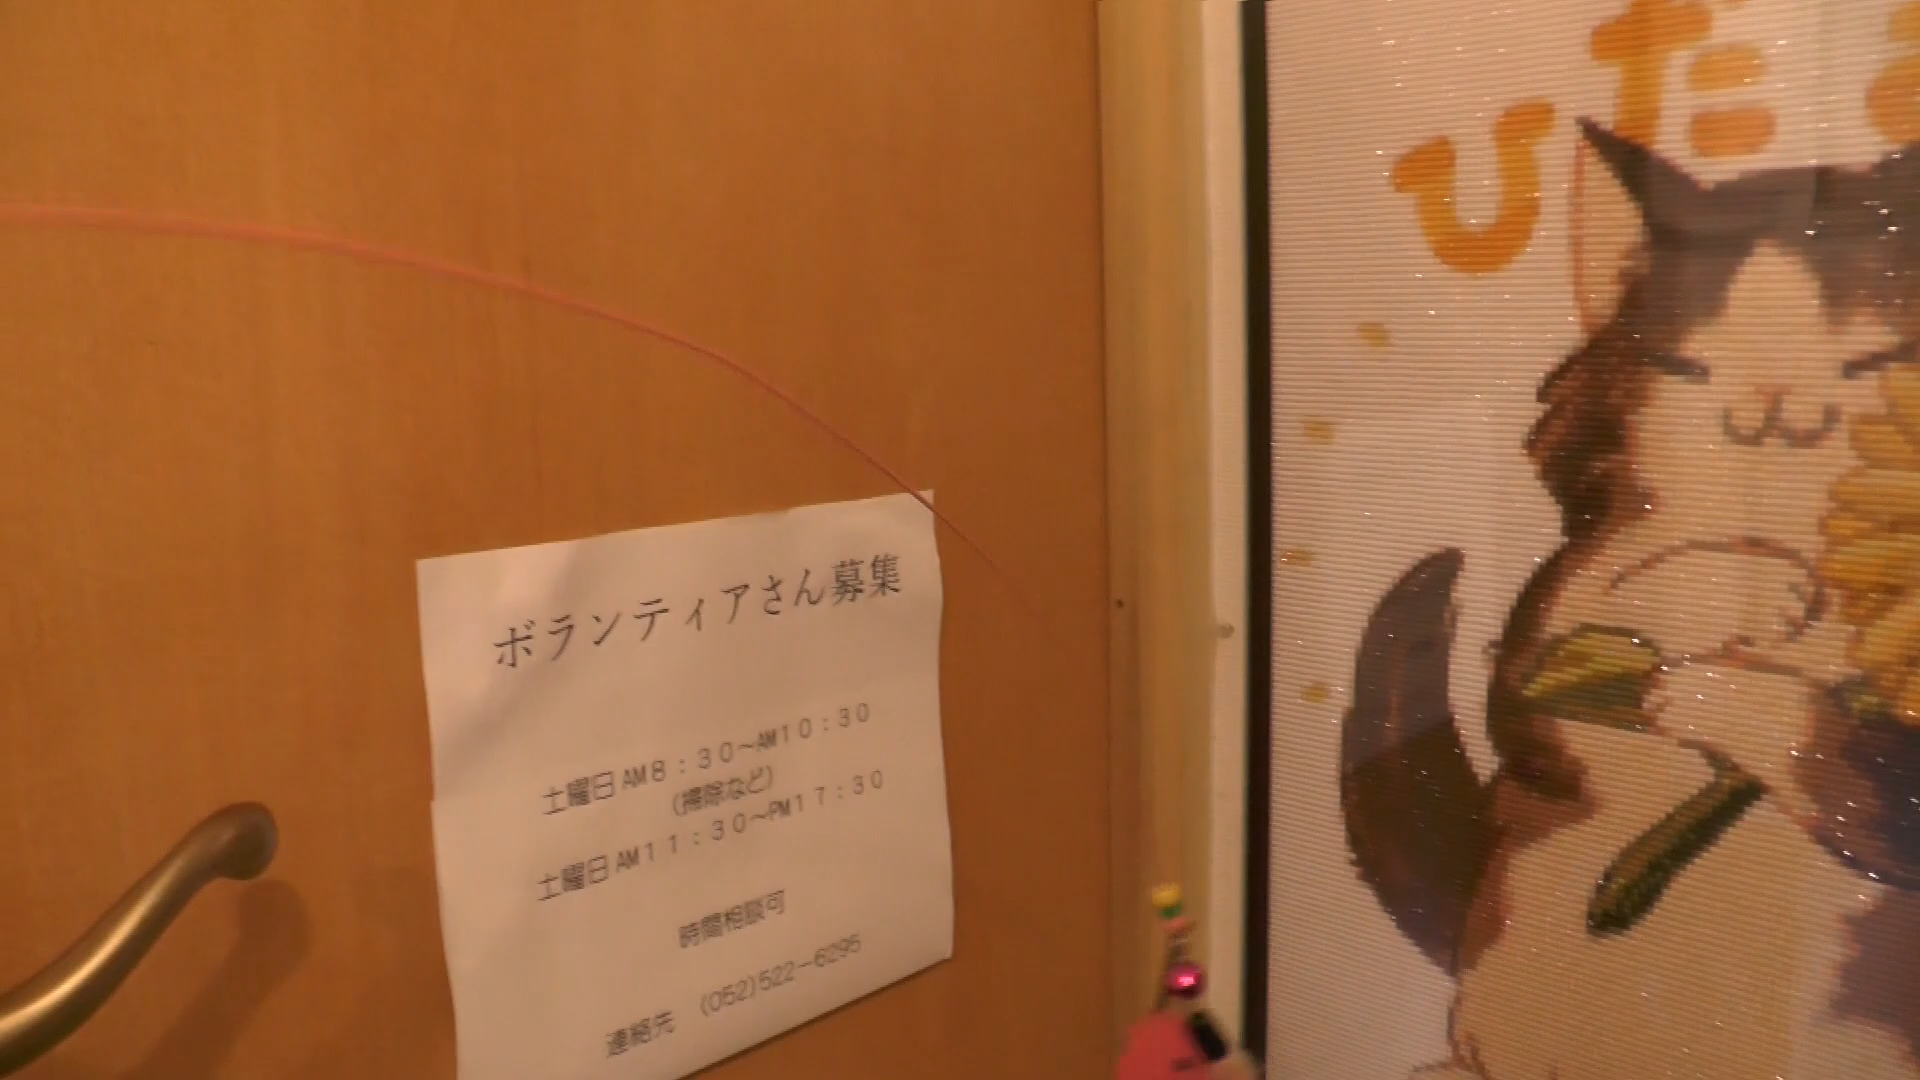 ボランティアさん募集
土曜日 AM8:30~AM10:30
(掃除など)
土曜日 AM11:30~PM17:30
時間相談可
連絡先 (052)522-6295
ひだ